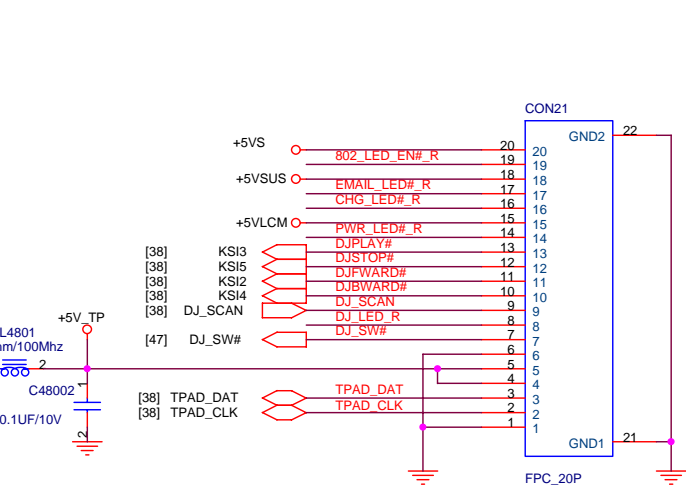 CON21
GND2 22
+5VS 20 20
802_LED_EN#_R 19 19
+5VSUS 18 18
EMAIL_LED#_R 17 17
CHG_LED#_R 16 16
+5VLCM 15 15
PWR_LED#_R 14 14
[38] KSI3 DJPLAY# 13 13
[38] KSI5 DJSTOP# 12 12
[38] KSI2 DJFWARD# 11 11
[38] KSI4 DJBWARD# 10 10
[38] DJ_SCAN DJ_SCAN 9 9
DJ_LED_R 8 8
[47] DJ_SW# DJ_SW# 7 7
+5V_TP
L4801
m/100Mhz
2
6 6
5 5
4 4
C48002 1
[38] TPAD_DAT TPAD_DAT 3 3
[38] TPAD_CLK TPAD_CLK 2 2
0.1UF/10V 2
1 1
GND1 21
FPC_20P